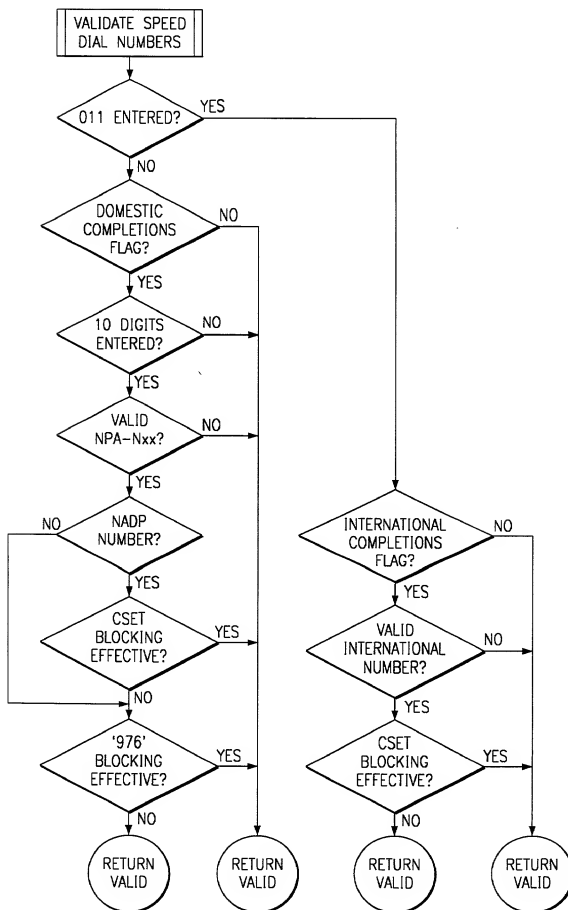 VALIDATE SPEED
DIAL NUMBERS
011 ENTERED?
YES
NO
DOMESTIC
COMPLETIONS
FLAG?
NO
YES
10 DIGITS
ENTERED?
NO
YES
VALID
NPA-Nxx?
NO
YES
NADP
NUMBER?
NO
YES
CSET
BLOCKING
EFFECTIVE?
YES
NO
'976'
BLOCKING
EFFECTIVE?
YES
NO
RETURN
VALID
RETURN
VALID
INTERNATIONAL
COMPLETIONS
FLAG?
NO
YES
VALID
INTERNATIONAL
NUMBER?
NO
YES
CSET
BLOCKING
EFFECTIVE?
YES
NO
RETURN
VALID
RETURN
VALID